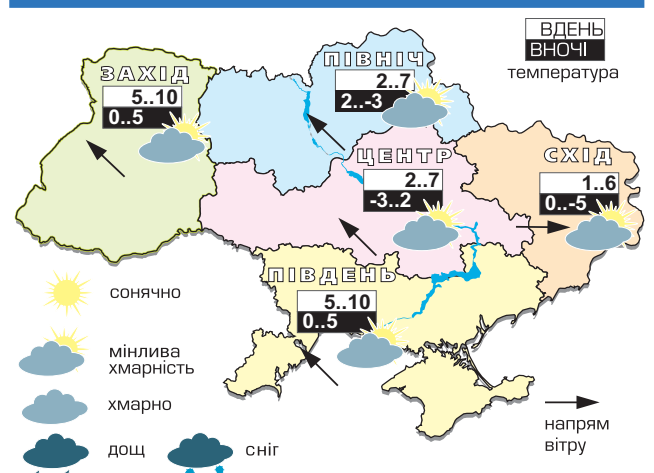 ВДЕНЬ
ВНОЧІ
температура
ЗАХІД
5..10
0..5
ПІВНІЧ
2..7
2..-3
ЦЕНТР
2..7
-3..2
СХІД
1..6
0..-5
ПІВДЕНЬ
5..10
0..5
сонячно
мінлива
хмарність
хмарно
дощ
сніг
напрям
вітру